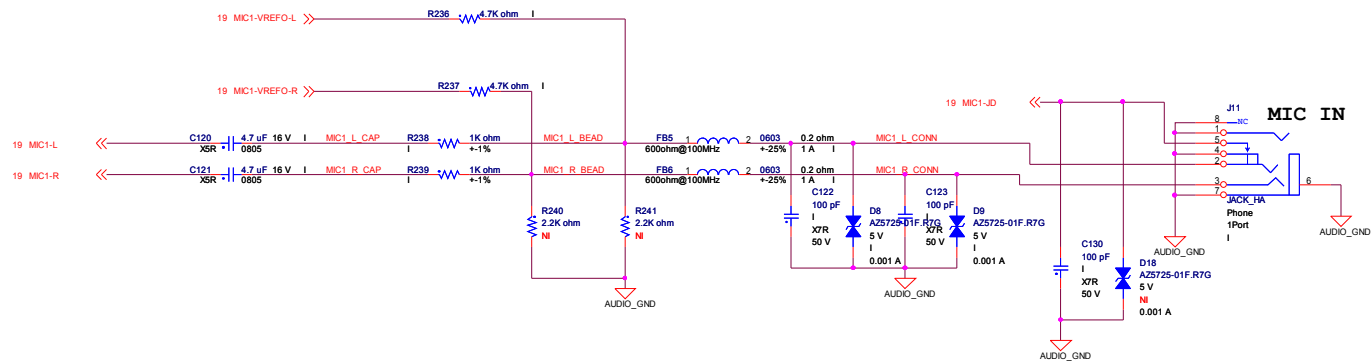 19 MIC1-VREFO-L
R236 4.7K ohm I
19 MIC1-VREFO-R
R237 4.7K ohm I
19 MIC1-JD
J11
MIC IN
8 NC
1
5
4
2
3
7
6
JACK_HA
Phone
1Port
I
AUDIO_GND
AUDIO_GND
19 MIC1-L
C120 4.7 uF 16 V I
X5R 0805
MIC1_L_CAP
R238 1K ohm
I +-1%
MIC1_L_BEAD
FB5 1 2 0603 0.2 ohm
600ohm@100MHz +-25% 1 A I
MIC1_L_CONN
19 MIC1-R
C121 4.7 uF 16 V I
X5R 0805
MIC1_R_CAP
R239 1K ohm
I +-1%
MIC1_R_BEAD
FB6 1 2 0603 0.2 ohm
600ohm@100MHz +-25% 1 A I
MIC1_R_CONN
R240
2.2K ohm
NI
R241
2.2K ohm
NI
AUDIO_GND
C122
100 pF
I
X7R
50 V
D8
AZ5725-01F.R7G
5 V
I
0.001 A
C123
100 pF
I
X7R
50 V
D9
AZ5725-01F.R7G
5 V
I
0.001 A
AUDIO_GND
C130
100 pF
I
X7R
50 V
D18
AZ5725-01F.R7G
5 V
NI
0.001 A
AUDIO_GND